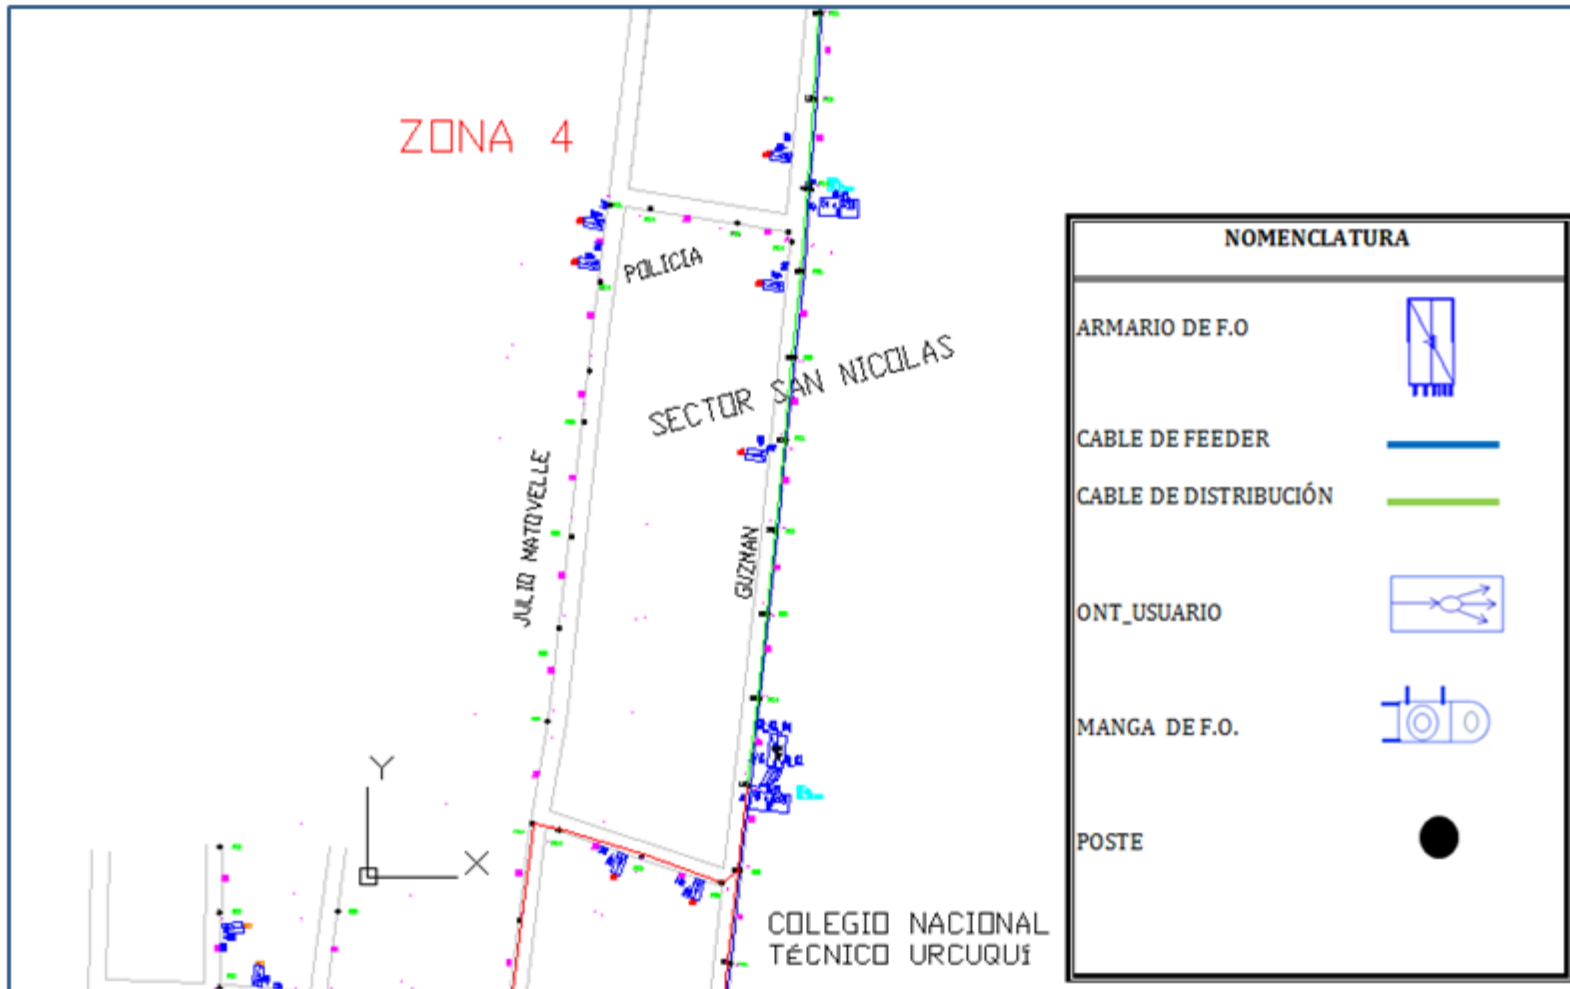 ZONA 4
POLICIA
SECTOR SAN NICOLAS
JULIO MATOVELLE
GUZMAN
COLEGIO NACIONAL
TÉCNICO URCUQUÍ
Y
X
NOMENCLATURA
ARMARIO DE F.O
CABLE DE FEEDER
CABLE DE DISTRIBUCIÓN
ONT_USUARIO
MANGA DE F.O.
POSTE